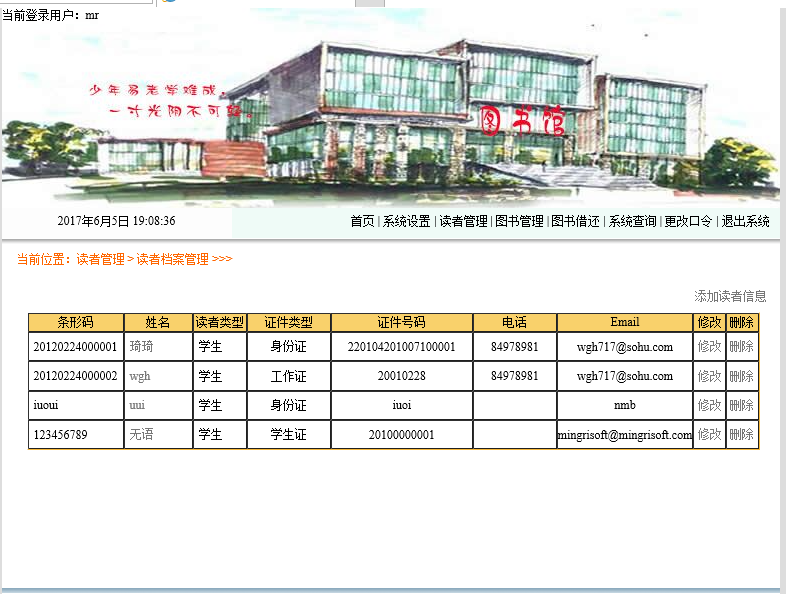 当前登录用户：mr
少年易老学难成，
一寸光阴不可轻。
图书馆
2017年6月5日 19:08:36
首页 | 系统设置 | 读者管理 | 图书管理 | 图书借还 | 系统查询 | 更改口令 | 退出系统
当前位置：读者管理 > 读者档案管理 >>>
添加读者信息
条形码 姓名 读者类型 证件类型 证件号码 电话 Email 修改 删除
20120224000001 琦琦 学生 身份证 220104201007100001 84978981 wgh717@sohu.com 修改 删除
20120224000002 wgh 学生 工作证 20010228 84978981 wgh717@sohu.com 修改 删除
iuoui uui 学生 身份证 iuoi nmb 修改 删除
123456789 无语 学生 学生证 20100000001 mingrisoft@mingrisoft.com 修改 删除